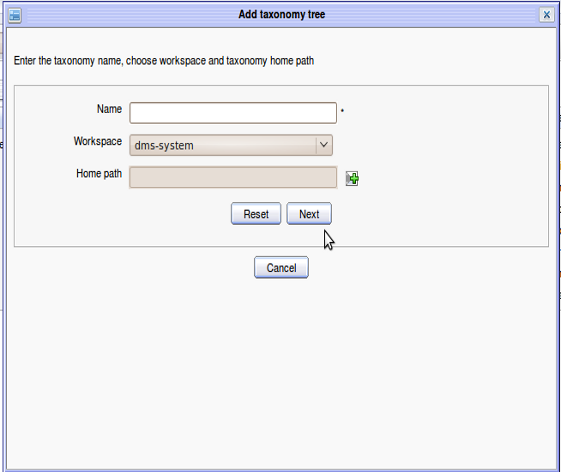 Add taxonomy tree
X
Enter the taxonomy name, choose workspace and taxonomy home path
Name *
Workspace dms-system
Home path
Reset Next
Cancel